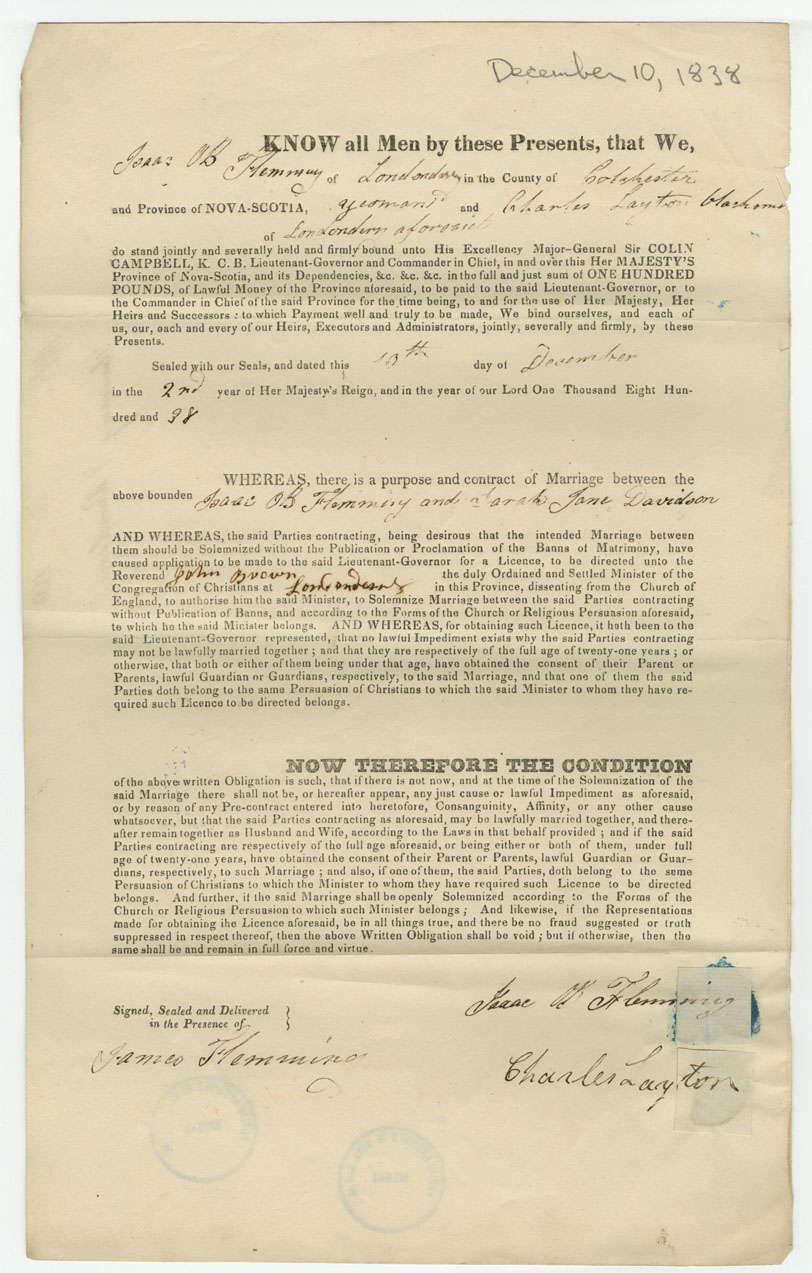 December 10, 1838
KNOW all Men by these Presents, that We,
Isaac OB Flemming of Londonderry in the County of Colchester
and Province of NOVA-SCOTIA, yeoman and Charles Layton blacksm
of Londonderry aforesaid
do stand jointly and severally held and firmly bound unto His Excellency Major-General Sir COLIN
CAMPBELL, K. C. B. Lieutenant-Governor and Commander in Chief, in and over this Her MAJESTY'S
Province of Nova-Scotia, and its Dependencies, &c. &c. &c. in the full and just sum of ONE HUNDRED
POUNDS, of Lawful Money of the Province aforesaid, to be paid to the said Lieutenant-Governor, or to
the Commander in Chief of the said Province for the time being, to and for the use of Her Majesty, Her
Heirs and Successors : to which Payment well and truly to be made, We bind ourselves, and each of
us, our, each and every of our Heirs, Executors and Administrators, jointly, severally and firmly, by these
Presents.
Sealed with our Seals, and dated this day of December
in the 2nd year of Her Majesty's Reign, and in the year of our Lord One Thousand Eight Hun-
dred and 38
WHEREAS, there is a purpose and contract of Marriage between the
above bounden Isaac OB Flemming and Sarah Jane Davidson
AND WHEREAS, the said Parties contracting, being desirous that the intended Marriage between
them should be Solemnized without the Publication or Proclamation of the Banns of Matrimony, have
caused application to be made to the said Lieutenant-Governor for a Licence, to be directed unto the
Reverend John Brown the duly Ordained and Settled Minister of the
Congregation of Christians at Londonderry in this Province, dissenting from the Church of
England, to authorise him the said Minister, to Solemnize Marriage between the said Parties contracting
without Publication of Banns, and according to the Forms of the Church or Religious Persuasion aforesaid,
to which he the said Minister belongs. AND WHEREAS, for obtaining such Licence, it hath been to the
said Lieutenant-Governor represented, that no lawful Impediment exists why the said Parties contracting
may not be lawfully married together ; and that they are respectively of the full age of twenty-one years ; or
otherwise, that both or either of them being under that age, have obtained the consent of their Parent or
Parents, lawful Guardian or Guardians, respectively, to the said Marriage, and that one of them the said
Parties doth belong to the same Persuasion of Christians to which the said Minister to whom they have re-
quired such Licence to be directed belongs.
NOW THEREFORE THE CONDITION
of the above written Obligation is such, that if there is not now, and at the time of the Solemnization of the
said Marriage there shall not be, or hereafter appear, any just cause or lawful Impediment as aforesaid,
or by reason of any Pre-contract entered into heretofore, Consanguinity, Affinity, or any other cause
whatsoever, but that the said Parties contracting as aforesaid, may be lawfully married together, and there-
after remain together as Husband and Wife, according to the Laws in that behalf provided ; and if the said
Parties contracting are respectively of the full age aforesaid, or being either or both of them, under full
age of twenty-one years, have obtained the consent of their Parent or Parents, lawful Guardian or Guar-
dians, respectively, to such Marriage ; and also, if one of them, the said Parties, doth belong to the same
Persuasion of Christians to which the Minister to whom they have required such Licence to be directed
belongs. And further, if the said Marriage shall be openly Solemnized according to the Forms of the
Church or Religious Persuasion to which such Minister belongs ; And likewise, if the Representations
made for obtaining the Licence aforesaid, be in all things true, and there be no fraud suggested or truth
suppressed in respect thereof, then the above Written Obligation shall be void ; but if otherwise, then the
same shall be and remain in full force and virtue.
Isaac OB Flemming
Signed, Sealed and Delivered
in the Presence of
James Flemming
Charles Layton